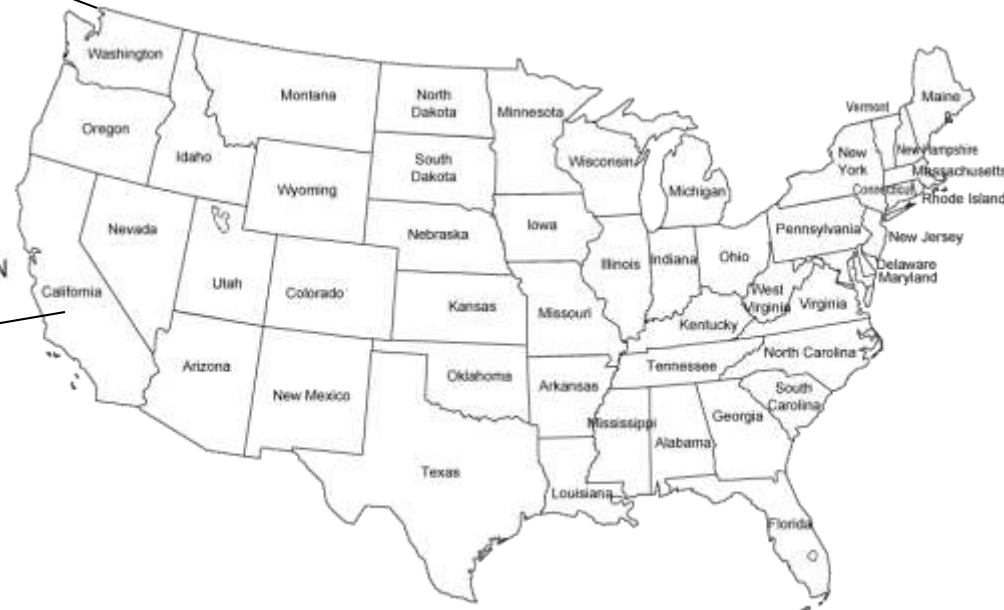 Washington
Montana
North
Dakota
Minnesota
Maine
Vermont
Oregon
Idaho
Wisconsin
New
York
New Hampshire
South
Dakota
Massachusetts
Wyoming
Michigan
Connecticut
Rhode Island
Nevada
Nebraska
Iowa
Pennsylvania
New Jersey
Illinois
Indiana
Ohio
Delaware
N
Utah
Colorado
Maryland
California
Kansas
Missouri
West
Virginia
Virginia
Kentucky
North Carolina
Arizona
Oklahoma
Tennessee
New Mexico
Arkansas
South
Carolina
Georgia
Mississippi
Alabama
Texas
Louisiana
Florida